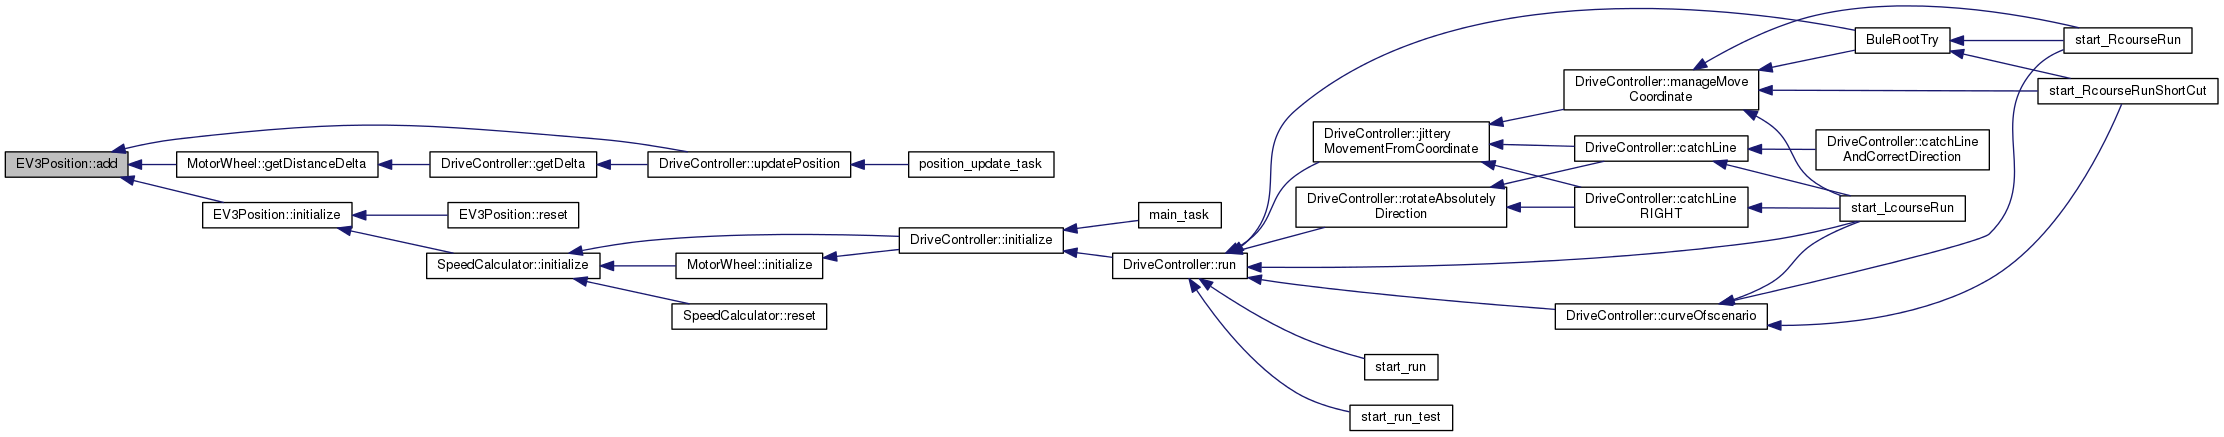 EV3Position::add
MotorWheel::getDistanceDelta
DriveController::getDelta
DriveController::updatePosition
position_update_task
EV3Position::initialize
EV3Position::reset
SpeedCalculator::initialize
DriveController::initialize
MotorWheel::initialize
SpeedCalculator::reset
main_task
DriveController::run
DriveController::jittery
MovementFromCoordinate
DriveController::rotateAbsolutely
Direction
DriveController::manageMove
Coordinate
DriveController::catchLine
DriveController::catchLine
RIGHT
DriveController::curveOfscenario
start_run
start_run_test
BuleRootTry
DriveController::catchLine
AndCorrectDirection
start_LcourseRun
start_RcourseRun
start_RcourseRunShortCut